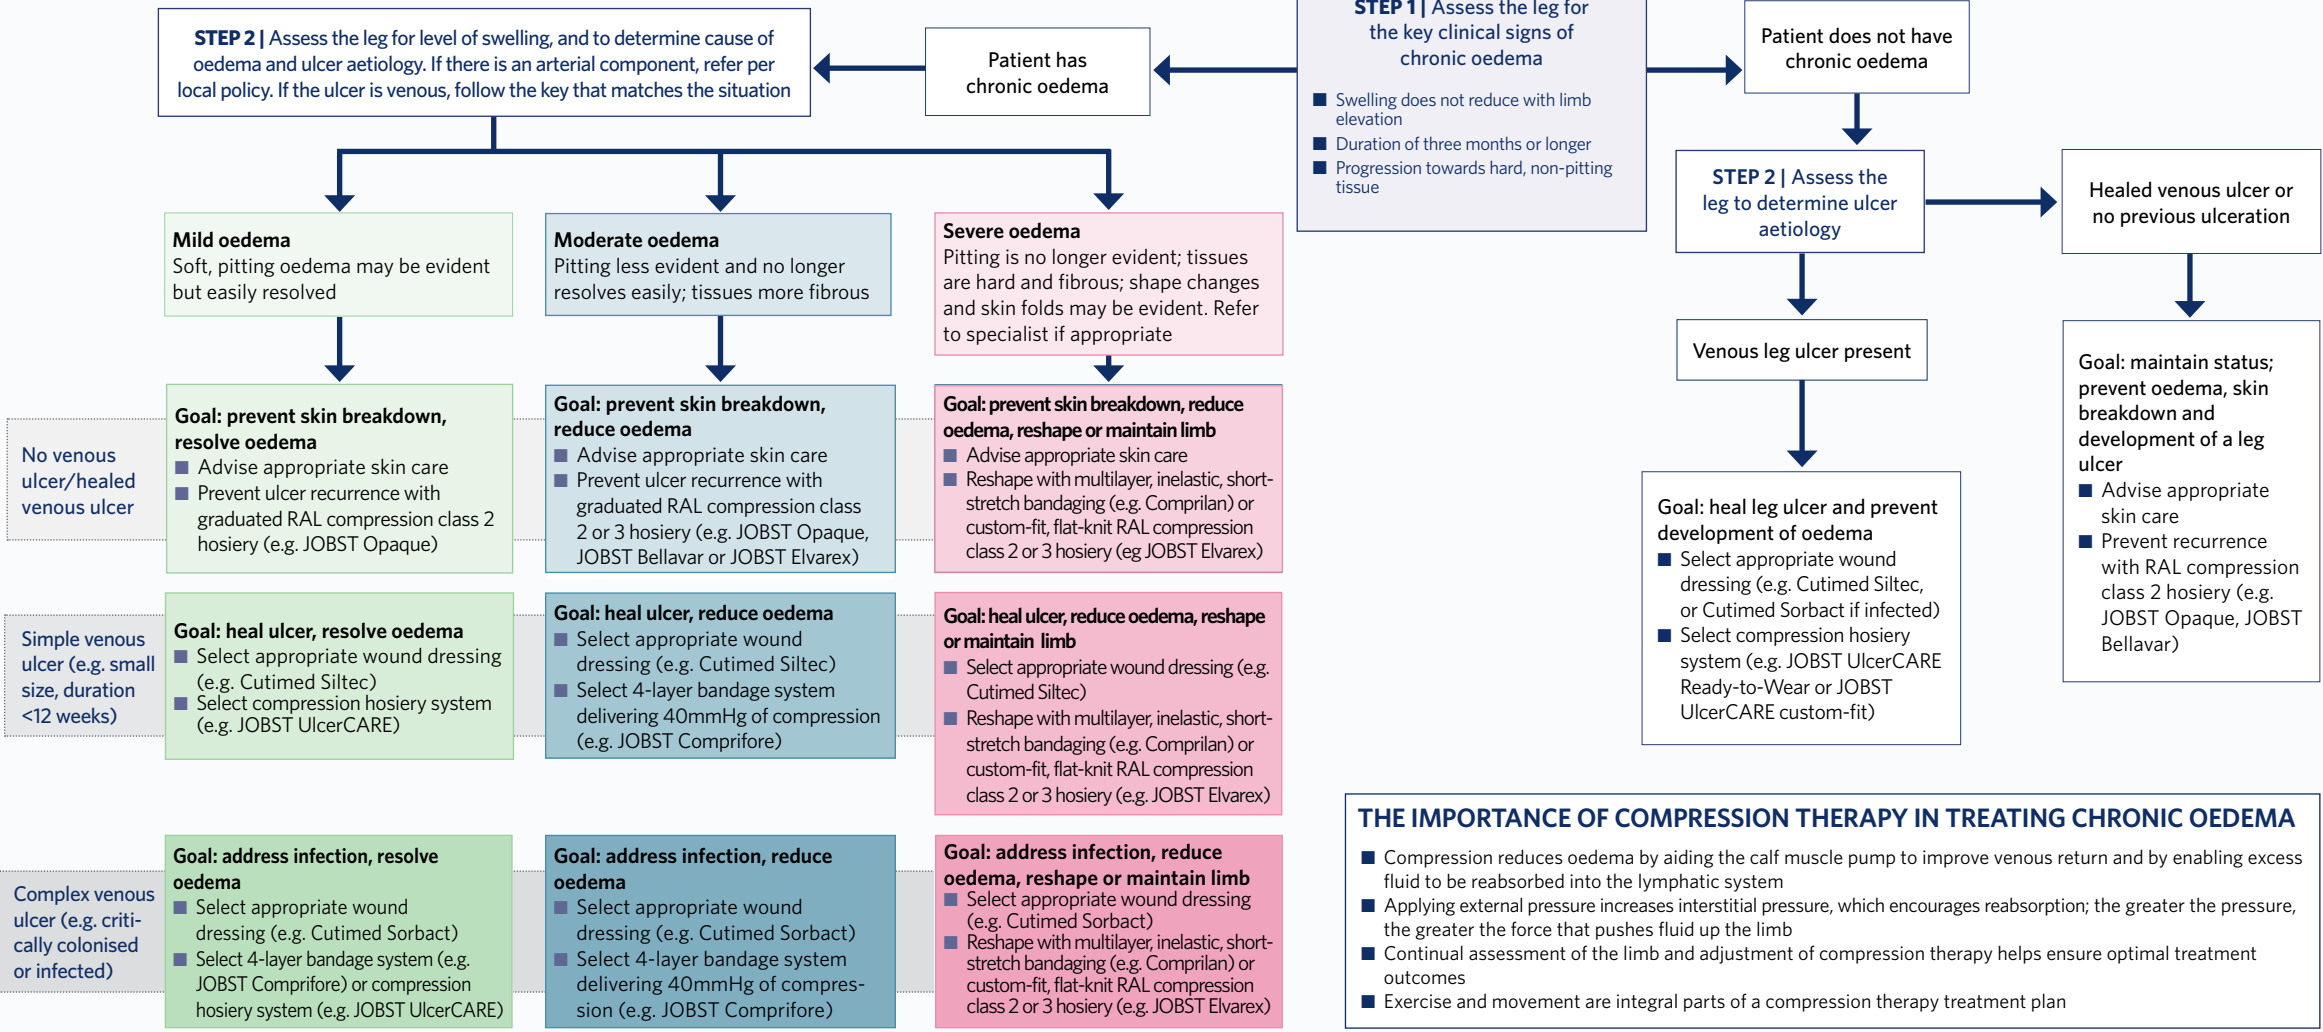 STEP 1 | Assess the leg for
the key clinical signs of
chronic oedema
■ Swelling does not reduce with limb
elevation
■ Duration of three months or longer
■ Progression towards hard, non-pitting
tissue
Patient has
chronic oedema
STEP 2 | Assess the leg for level of swelling, and to determine cause of
oedema and ulcer aetiology. If there is an arterial component, refer per
local policy. If the ulcer is venous, follow the key that matches the situation
Mild oedema
Soft, pitting oedema may be evident
but easily resolved
Moderate oedema
Pitting less evident and no longer
resolves easily; tissues more fibrous
Severe oedema
Pitting is no longer evident; tissues
are hard and fibrous; shape changes
and skin folds may be evident. Refer
to specialist if appropriate
No venous
ulcer/healed
venous ulcer
Goal: prevent skin breakdown,
resolve oedema
■ Advise appropriate skin care
■ Prevent ulcer recurrence with
graduated RAL compression class 2
hosiery (e.g. JOBST Opaque)
Goal: prevent skin breakdown,
reduce oedema
■ Advise appropriate skin care
■ Prevent ulcer recurrence with
graduated RAL compression class
2 or 3 hosiery (e.g. JOBST Opaque,
JOBST Bellavar or JOBST Elvarex)
Goal: prevent skin breakdown, reduce
oedema, reshape or maintain limb
■ Advise appropriate skin care
■ Reshape with multilayer, inelastic, short-
stretch bandaging (e.g. Comprilan) or
custom-fit, flat-knit RAL compression
class 2 or 3 hosiery (eg JOBST Elvarex)
Simple venous
ulcer (e.g. small
size, duration
<12 weeks)
Goal: heal ulcer, resolve oedema
■ Select appropriate wound dressing
(e.g. Cutimed Siltec)
■ Select compression hosiery system
(e.g. JOBST UlcerCARE)
Goal: heal ulcer, reduce oedema
■ Select appropriate wound
dressing (e.g. Cutimed Siltec)
■ Select 4-layer bandage system
delivering 40mmHg of compression
(e.g. JOBST Comprifore)
Goal: heal ulcer, reduce oedema, reshape
or maintain limb
■ Select appropriate wound dressing (e.g.
Cutimed Siltec)
■ Reshape with multilayer, inelastic, short-
stretch bandaging (e.g. Comprilan) or
custom-fit, flat-knit RAL compression
class 2 or 3 hosiery (e.g. JOBST Elvarex)
Complex venous
ulcer (e.g. criti-
cally colonised
or infected)
Goal: address infection, resolve
oedema
■ Select appropriate wound
dressing (e.g. Cutimed Sorbact)
■ Select 4-layer bandage system (e.g.
JOBST Comprifore) or compression
hosiery system (e.g. JOBST UlcerCARE)
Goal: address infection, reduce
oedema
■ Select appropriate wound
dressing (e.g. Cutimed Sorbact)
■ Select 4-layer bandage system
delivering 40mmHg of compres-
sion (e.g. JOBST Comprifore)
Goal: address infection, reduce
oedema, reshape or maintain limb
■ Select appropriate wound dressing
(e.g. Cutimed Sorbact)
■ Reshape with multilayer, inelastic, short-
stretch bandaging (e.g. Comprilan) or
custom-fit, flat-knit RAL compression
class 2 or 3 hosiery (e.g. JOBST Elvarex)
Patient does not have
chronic oedema
STEP 2 | Assess the
leg to determine ulcer
aetiology
Healed venous ulcer or
no previous ulceration
Venous leg ulcer present
Goal: heal leg ulcer and prevent
development of oedema
■ Select appropriate wound
dressing (e.g. Cutimed Siltec,
or Cutimed Sorbact if infected)
■ Select compression hosiery
system (e.g. JOBST UlcerCARE
Ready-to-Wear or JOBST
UlcerCARE custom-fit)
Goal: maintain status;
prevent oedema, skin
breakdown and
development of a leg
ulcer
■ Advise appropriate
skin care
■ Prevent recurrence
with RAL compression
class 2 hosiery (e.g.
JOBST Opaque, JOBST
Bellavar)
THE IMPORTANCE OF COMPRESSION THERAPY IN TREATING CHRONIC OEDEMA
■ Compression reduces oedema by aiding the calf muscle pump to improve venous return and by enabling excess
fluid to be reabsorbed into the lymphatic system
■ Applying external pressure increases interstitial pressure, which encourages reabsorption; the greater the pressure,
the greater the force that pushes fluid up the limb
■ Continual assessment of the limb and adjustment of compression therapy helps ensure optimal treatment
outcomes
■ Exercise and movement are integral parts of a compression therapy treatment plan